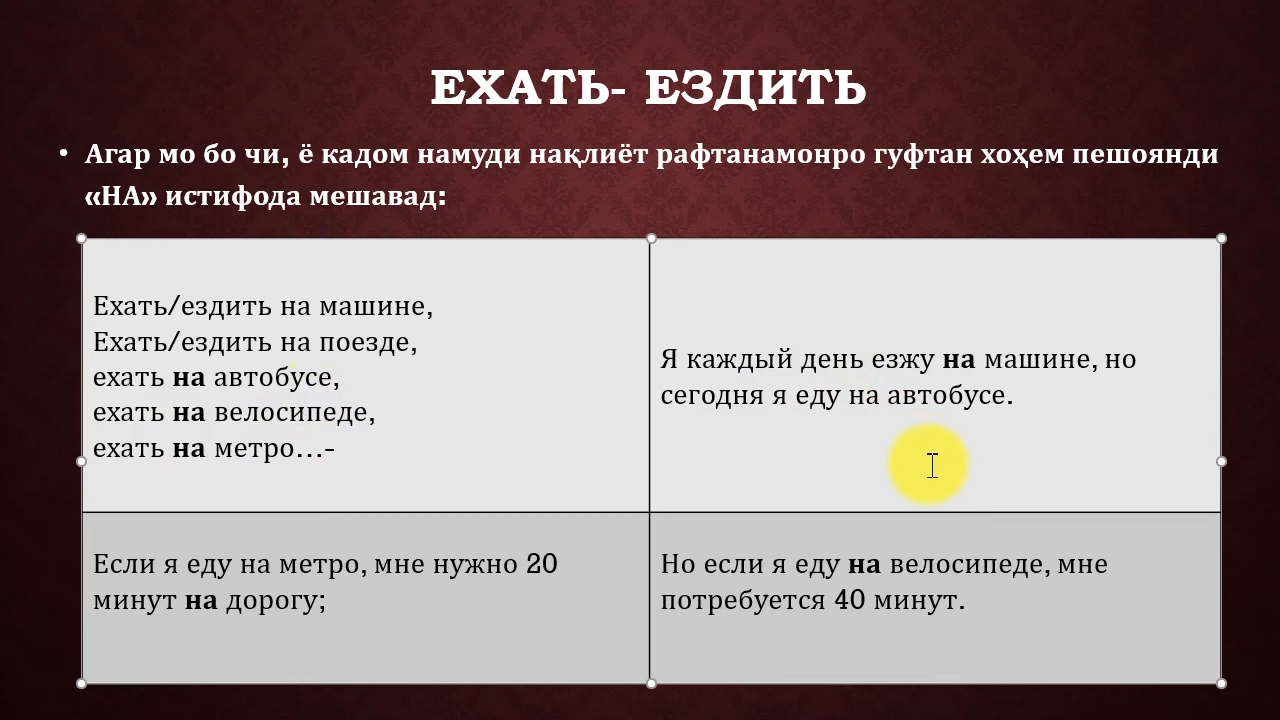 ЕХАТЬ- ЕЗДИТЬ
• Агар мо бо чи, ё кадом намуди нақлиёт рафтанамонро гуфтан хоҳем пешоянди
«НА» истифода мешавад:
Ехать/ездить на машине,
Ехать/ездить на поезде,
ехать на автобусе,
ехать на велосипеде,
ехать на метро…-
Я каждый день езжу на машине, но
сегодня я еду на автобусе.
Если я еду на метро, мне нужно 20
минут на дорогу;
Но если я еду на велосипеде, мне
потребуется 40 минут.